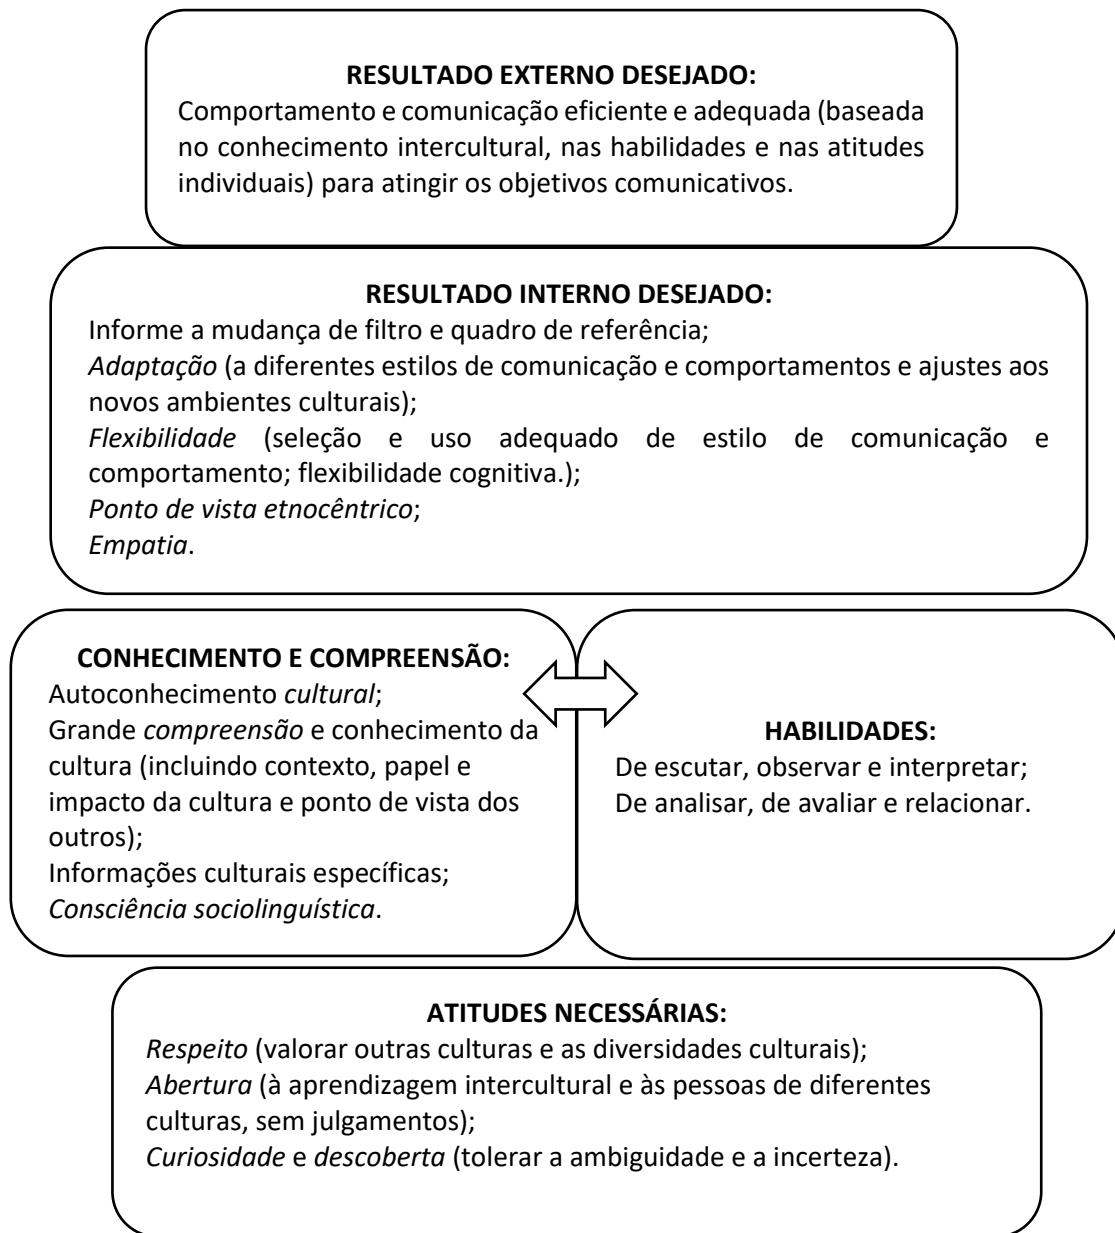 RESULTADO EXTERNO DESEJADO:
Comportamento e comunicação eficiente e adequada (baseada
no conhecimento intercultural, nas habilidades e nas atitudes
individuais) para atingir os objetivos comunicativos.
RESULTADO INTERNO DESEJADO:
Informe a mudança de filtro e quadro de referência;
Adaptação (a diferentes estilos de comunicação e comportamentos e ajustes aos
novos ambientes culturais);
Flexibilidade (seleção e uso adequado de estilo de comunicação e
comportamento; flexibilidade cognitiva.);
Ponto de vista etnocêntrico;
Empatia.
CONHECIMENTO E COMPREENSÃO:
Autoconhecimento cultural;
Grande compreensão e conhecimento da
cultura (incluindo contexto, papel e
impacto da cultura e ponto de vista dos
outros);
Informações culturais específicas;
Consciência sociolinguística.
HABILIDADES:
De escutar, observar e interpretar;
De analisar, de avaliar e relacionar.
ATITUDES NECESSÁRIAS:
Respeito (valorar outras culturas e as diversidades culturais);
Abertura (à aprendizagem intercultural e às pessoas de diferentes
culturas, sem julgamentos);
Curiosidade e descoberta (tolerar a ambiguidade e a incerteza).